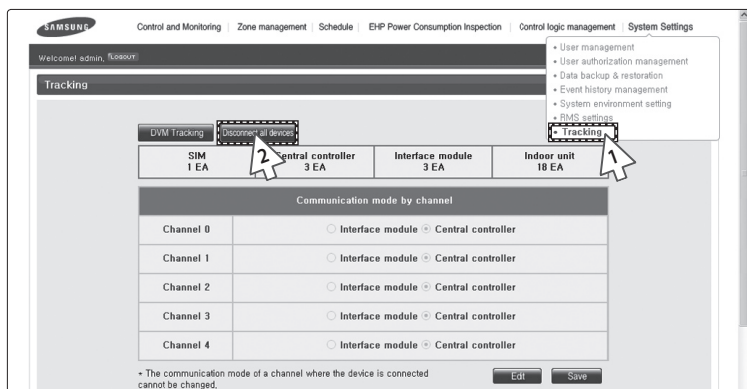 SAMSUNG Control and Monitoring Zone management Schedule EHP Power Consumption Inspection Control logic management System Settings
Welcome! admin, LOGOUT
• User management
• User authorization management
• Data backup & restoration
• Event history management
• System environment setting
• RMS settings
• Tracking
Tracking
DVM Tracking Disconnect all devices
1
2
SIM Central controller Interface module Indoor unit
1 EA 3 EA 3 EA 18 EA
Communication mode by channel
Channel 0 Interface module Central controller
Channel 1 Interface module Central controller
Channel 2 Interface module Central controller
Channel 3 Interface module Central controller
Channel 4 Interface module Central controller
* The communication mode of a channel where the device is connected
cannot be changed,
Edit Save